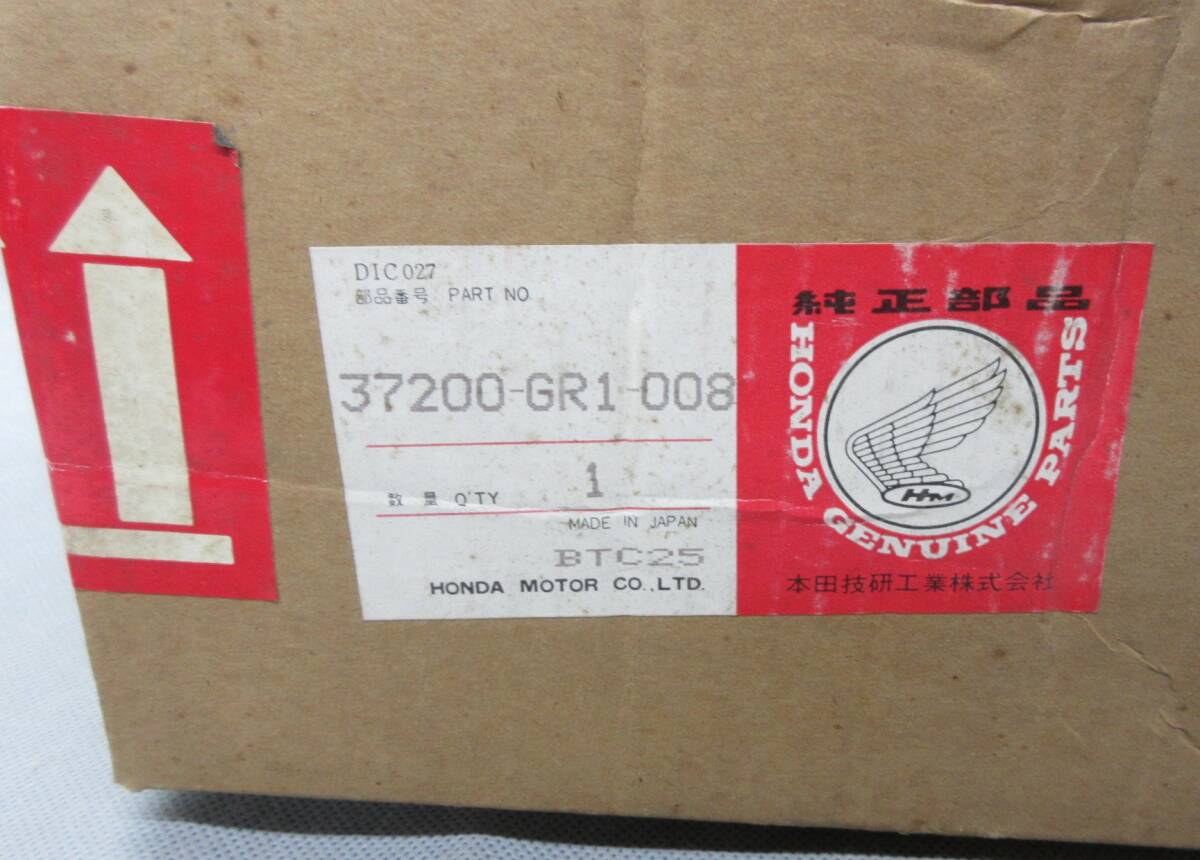 DIC027
部品番号 PART NO
37200-GR1-008
数量 Q'TY 1
MADE IN JAPAN
BTC25
HONDA MOTOR CO.,LTD.
純正部品
HONDA GENUINE PARTS
HM
本田技研工業株式会社